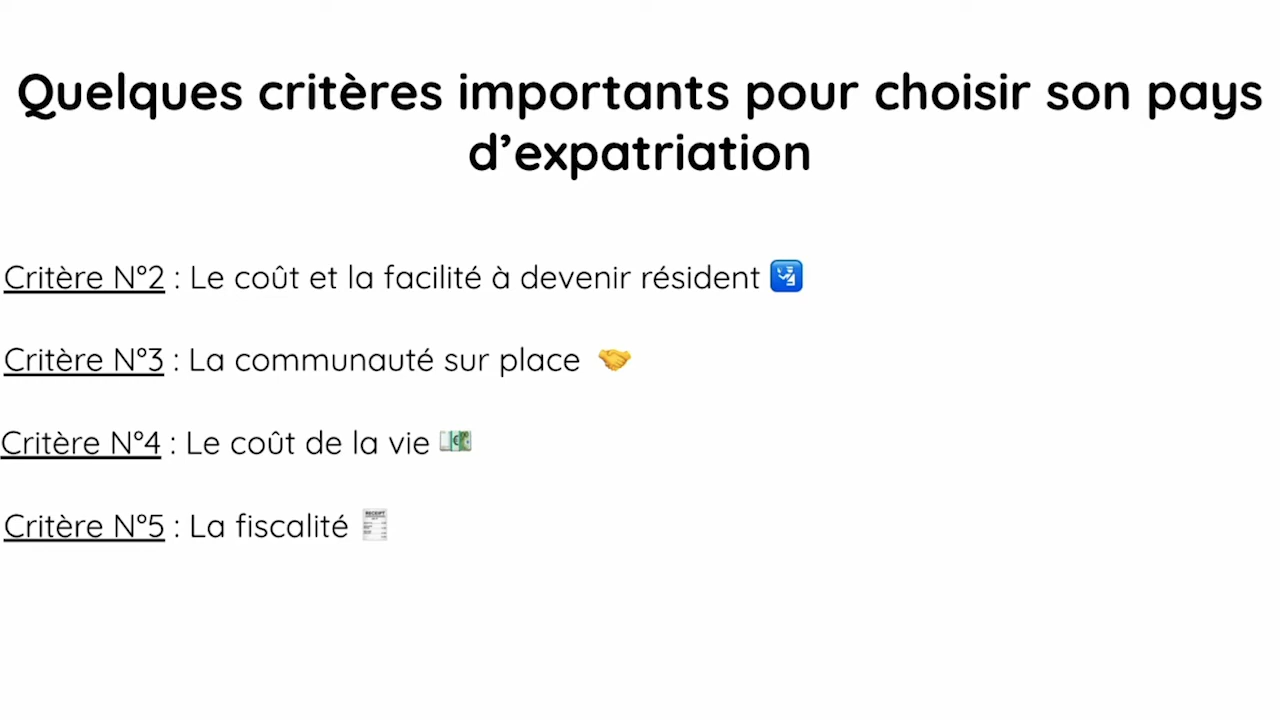 Quelques critères importants pour choisir son pays
d’expatriation
Critère N°2 : Le coût et la facilité à devenir résident
Critère N°3 : La communauté sur place
Critère N°4 : Le coût de la vie
Critère N°5 : La fiscalité